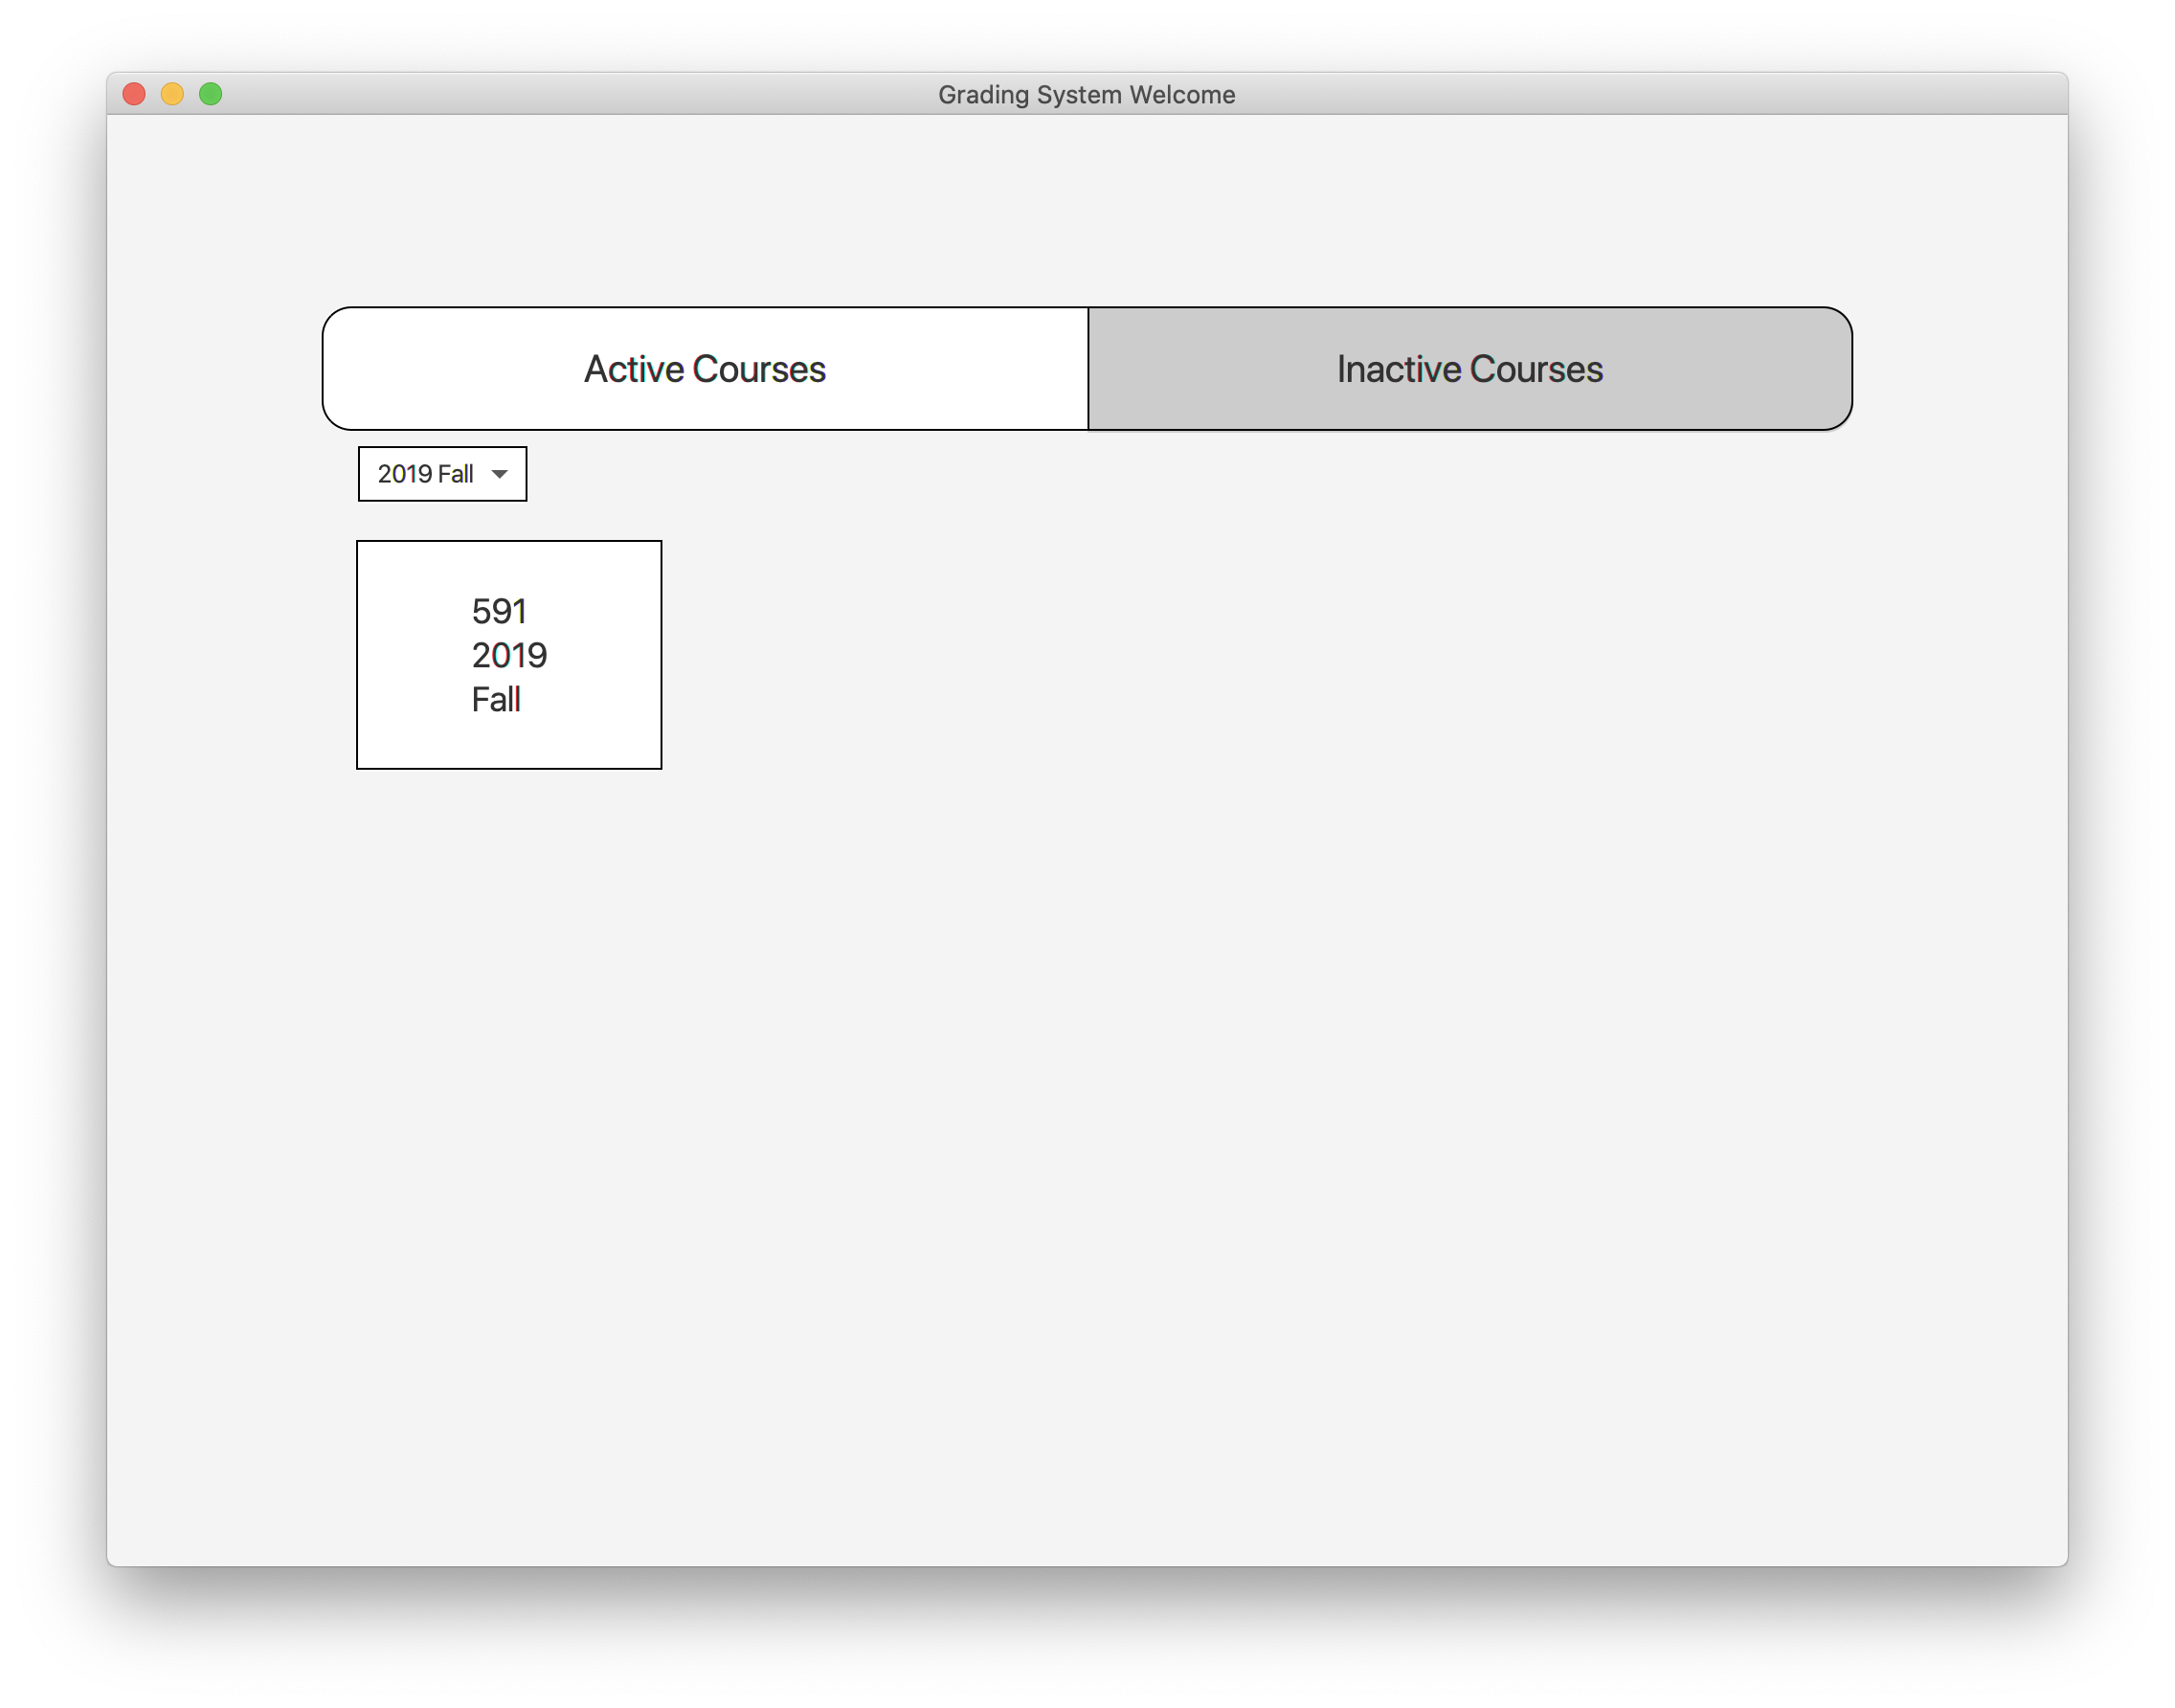 Grading System Welcome
Active Courses
Inactive Courses
2019 Fall
591
2019
Fall